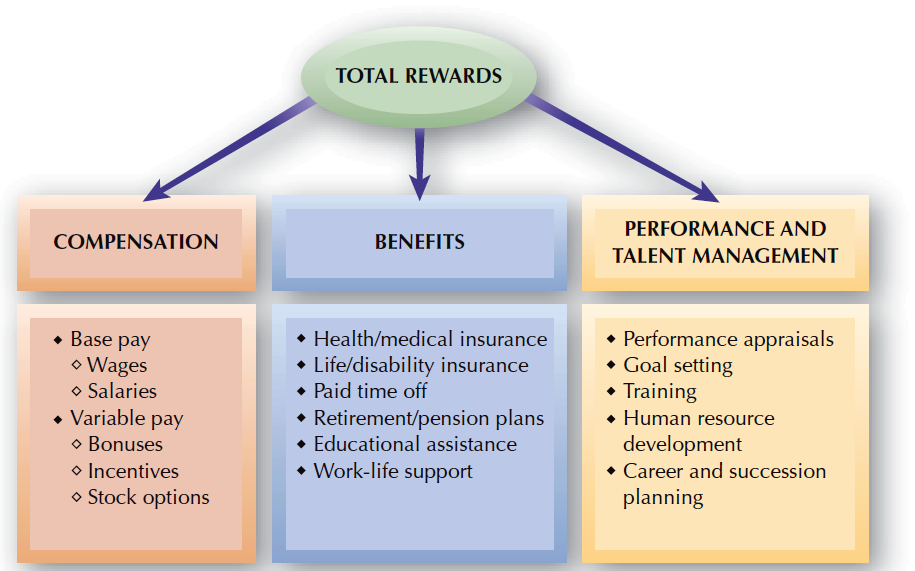 TOTAL REWARDS
COMPENSATION
◆ Base pay
◇ Wages
◇ Salaries
◆ Variable pay
◇ Bonuses
◇ Incentives
◇ Stock options
BENEFITS
◆ Health/medical insurance
◆ Life/disability insurance
◆ Paid time off
◆ Retirement/pension plans
◆ Educational assistance
◆ Work-life support
PERFORMANCE AND
TALENT MANAGEMENT
◆ Performance appraisals
◆ Goal setting
◆ Training
◆ Human resource
development
◆ Career and succession
planning